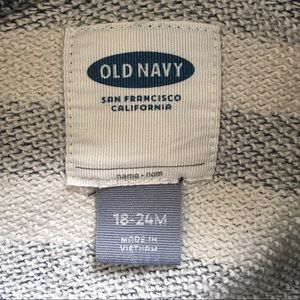 OLD NAVY
SAN FRANCISCO
CALIFORNIA
name • nom
18-24M
MADE IN
VIETNAM